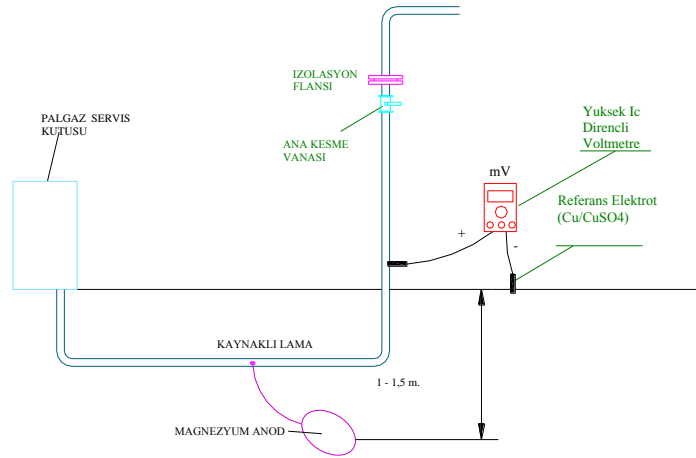 IZOLASYON
FLANSI
PALGAZ SERVIS
KUTUSU
ANA KESME
VANASI
Yuksek Ic
Direncli
Voltmetre
mV
Referans Elektrot
(Cu/CuSO4)
+
-
KAYNAKLI LAMA
1 - 1,5 m.
MAGNEZYUM ANOD